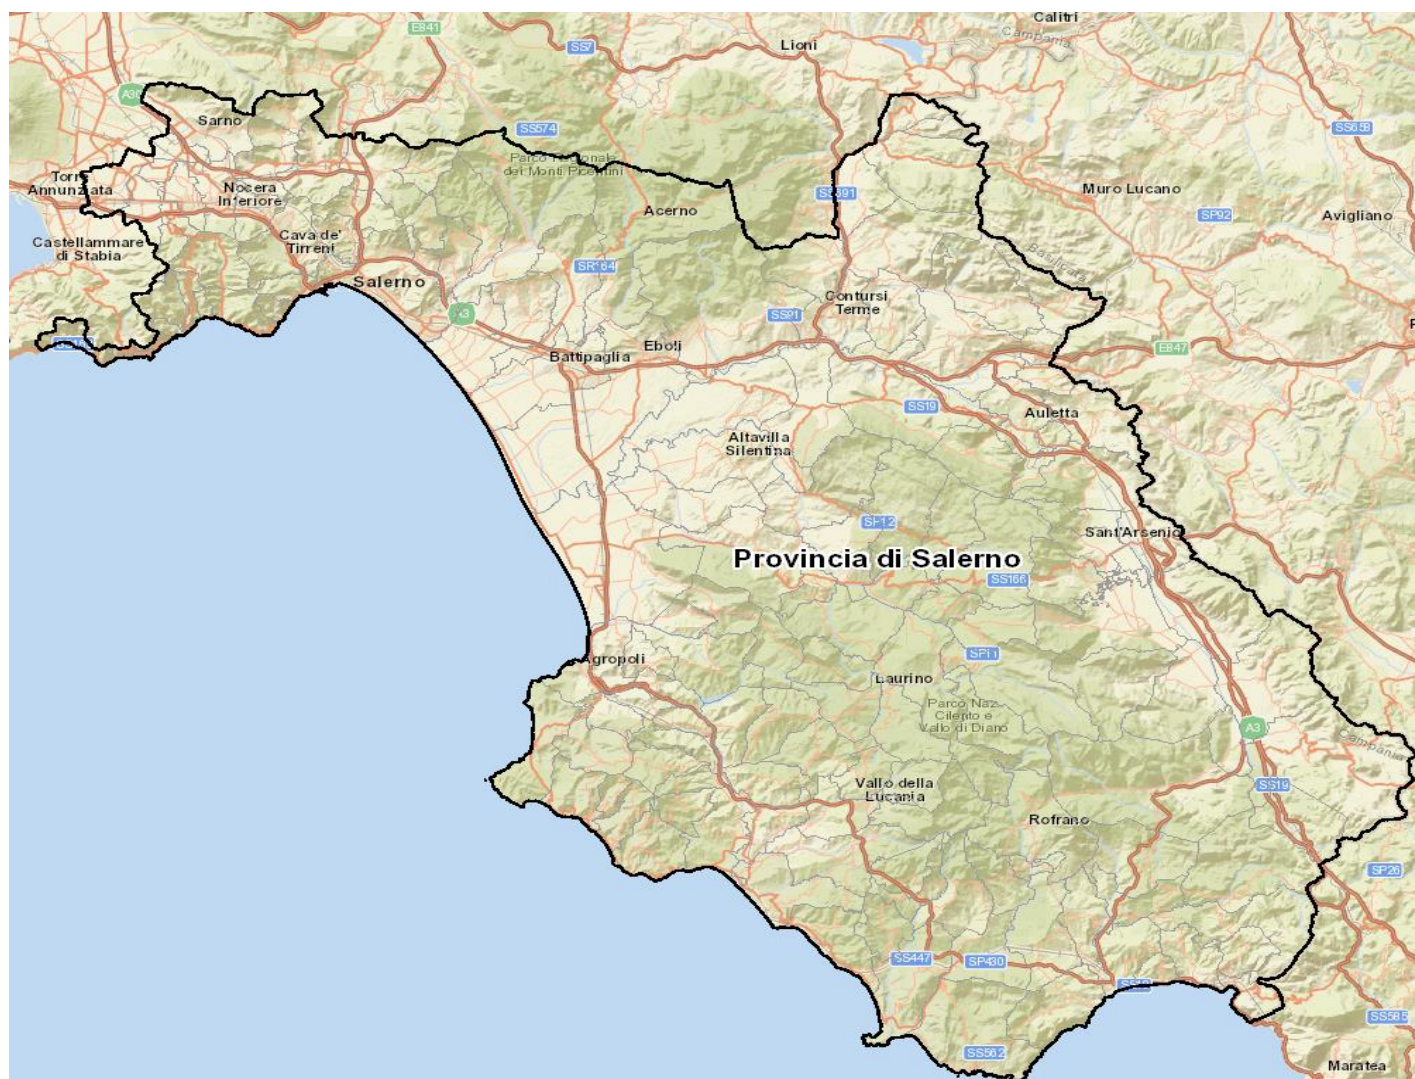 Calitri
Campania
E841
SS7
Lioni
A30
Sarno
SS574
SS658
Parco Regionale
dei Monti Picentini
Torre
Annunziata
Nocera
Inferiore
Acerno
SS691
Muro Lucano
SP92
Avigliano
Castellammare
di Stabia
Cava de'
Tirreni
Basilicata
SR164
Salerno
Contursi
Terme
A3
SS91
Battipaglia
Eboli
E847
SS19
Auletta
Altavilla
Silentina
SP12
Sant'Arsenio
Provincia di Salerno
SS166
Agropoli
SP11
Laurino
Parco Naz.
Cilento e
Vallo di Diano
A3
Campania
Vallo della
Lucania
SS19
Rofrano
SP26
SS447
SP430
SS585
SS562
Maratea